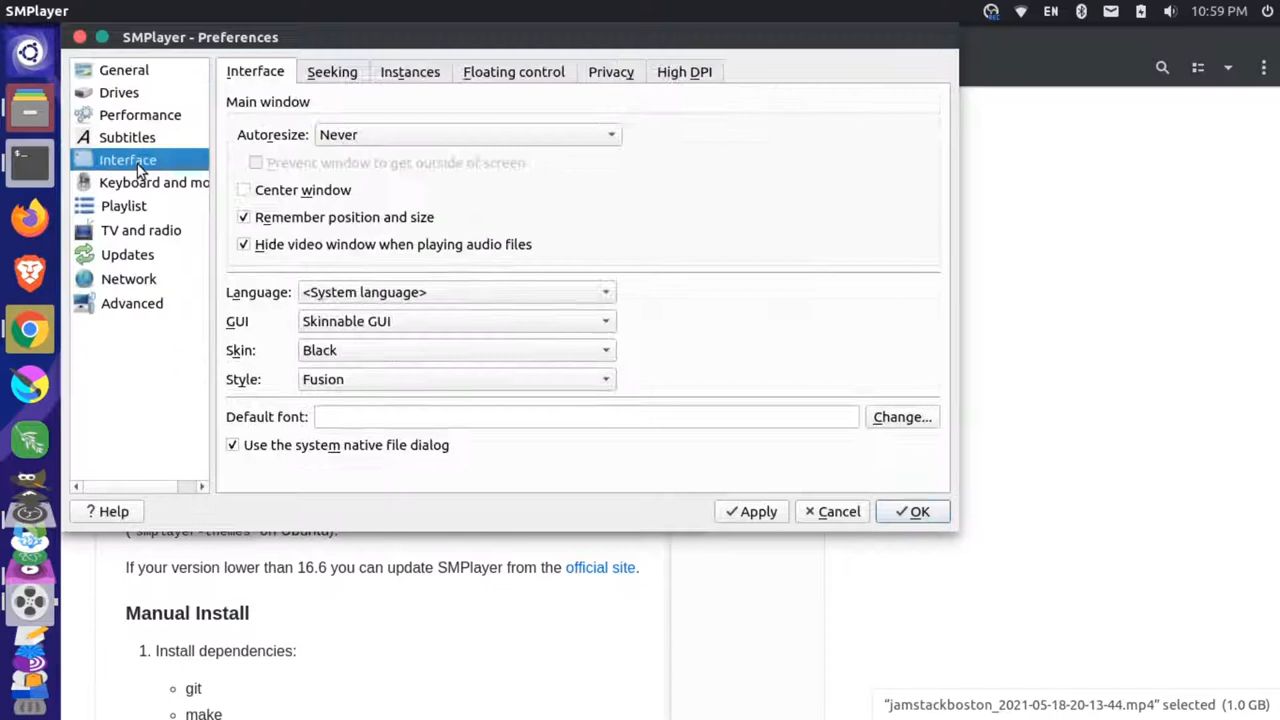 SMPlayer
EN
10:59 PM
REC
SMPlayer - Preferences
General
Drives
Performance
Subtitles
Interface
Keyboard and mo
Playlist
TV and radio
Updates
Network
Advanced
Interface
Seeking
Instances
Floating control
Privacy
High DPI
Main window
Autoresize: Never
Prevent window to get outside of screen
Center window
Remember position and size
Hide video window when playing audio files
Language: <System language>
GUI Skinnable GUI
Skin: Black
Style: Fusion
Default font:
Change...
Use the system native file dialog
? Help
Apply
Cancel
OK
If your version lower than 16.6 you can update SMPlayer from the official site.
Manual Install
1. Install dependencies:
git
make
"jamstackboston_2021-05-18-20-13-44.mp4" selected (1.0 GB)